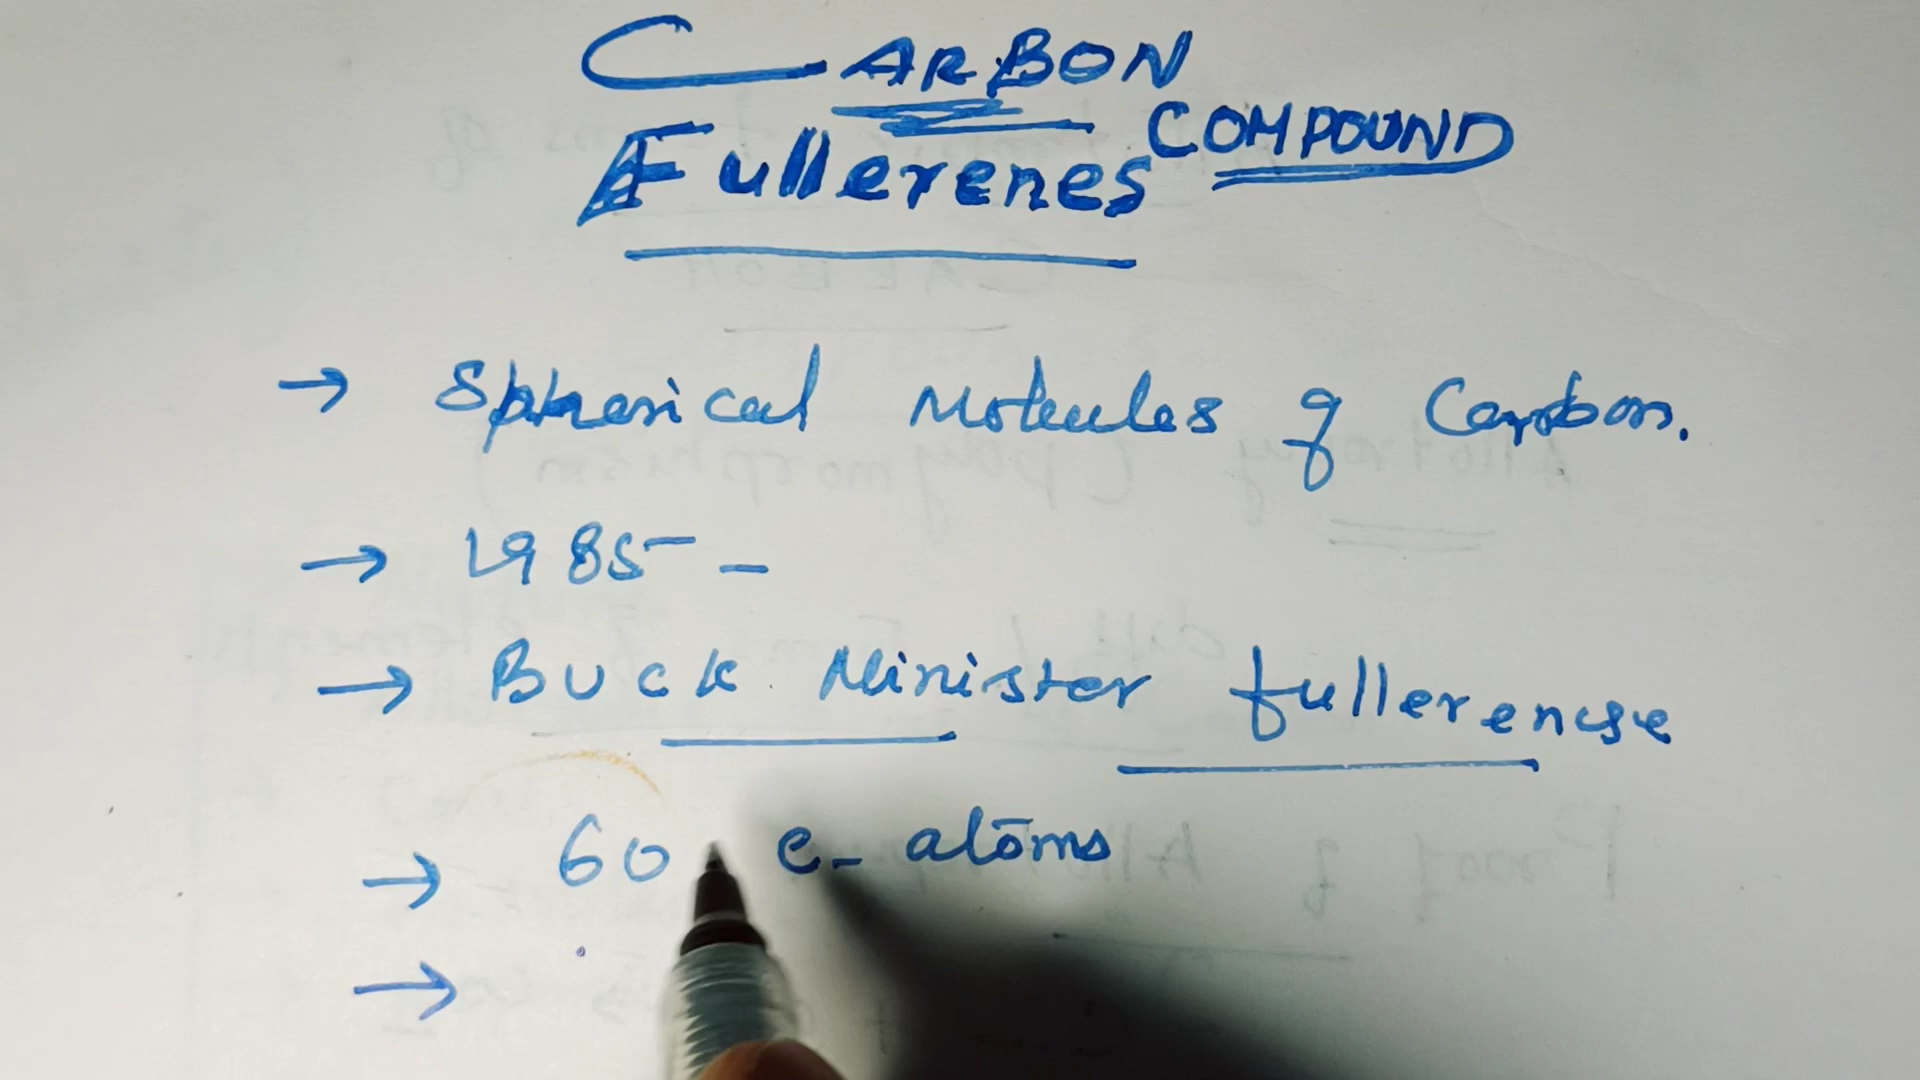 CARBON
COMPOUND
Fullerenes
→ Spherical Molecules of Carbon.
→ 1985 -
→ Buck Minister fullerense
→ 60 c- atoms
→